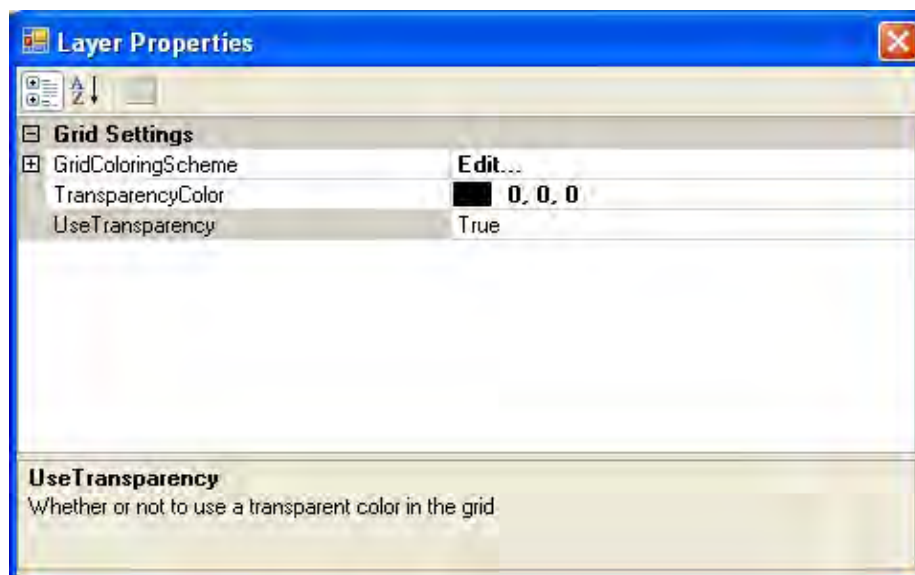 Layer Properties
Grid Settings
GridColoringScheme Edit...
TransparencyColor 0, 0, 0
UseTransparency True
UseTransparency
Whether or not to use a transparent color in the grid